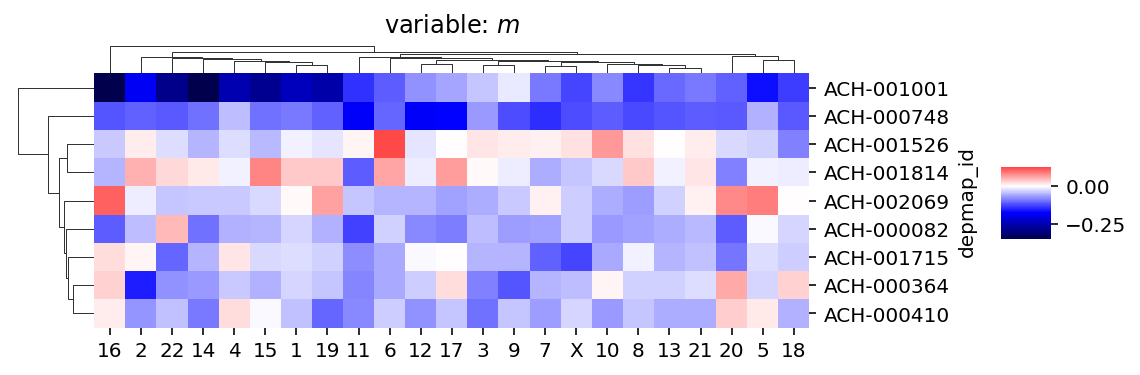 variable: m
ACH-001001
ACH-000748
ACH-001526
ACH-001814
ACH-002069
ACH-000082
ACH-001715
ACH-000364
ACH-000410
depmap_id
0.00
−0.25
16 2 22 14 4 15 1 19 11 6 12 17 3 9 7 X 10 8 13 21 20 5 18